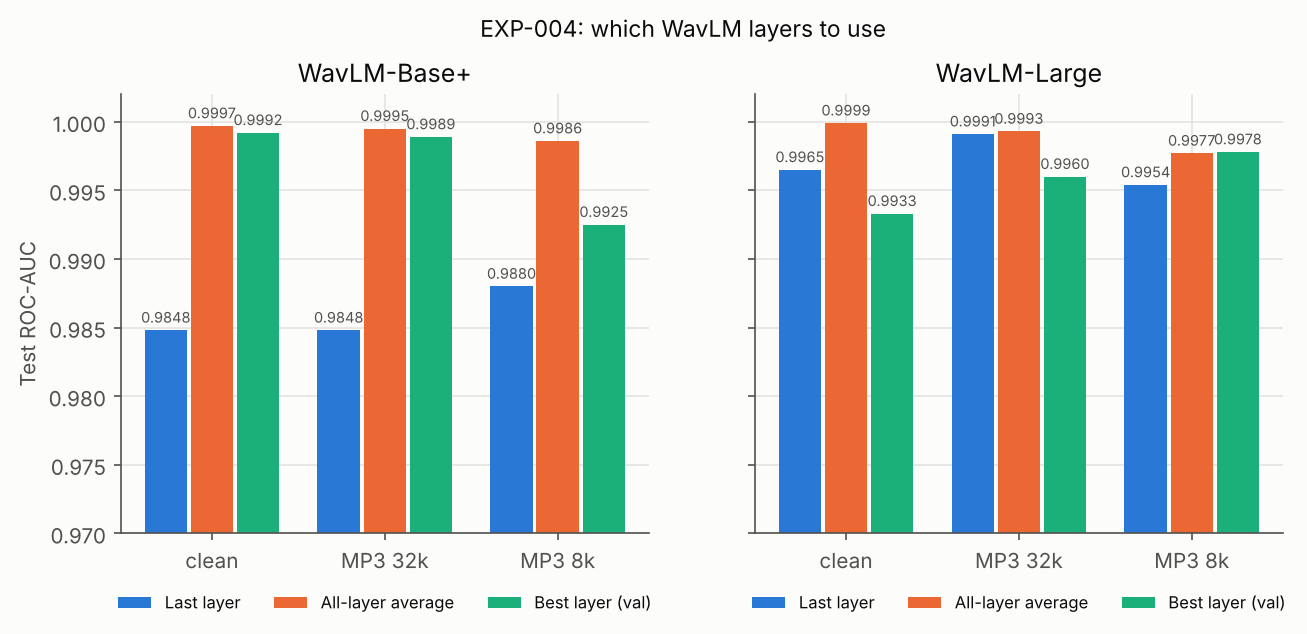 EXP-004: which WavLM layers to use
WavLM-Base+
Test ROC-AUC
1.000
0.995
0.990
0.985
0.980
0.975
0.970
0.9848
0.9997
0.9992
0.9848
0.9995
0.9989
0.9880
0.9986
0.9925
clean
MP3 32k
MP3 8k
Last layer
All-layer average
Best layer (val)
WavLM-Large
0.9965
0.9999
0.9933
0.9991
0.9993
0.9960
0.9954
0.9977
0.9978
clean
MP3 32k
MP3 8k
Last layer
All-layer average
Best layer (val)